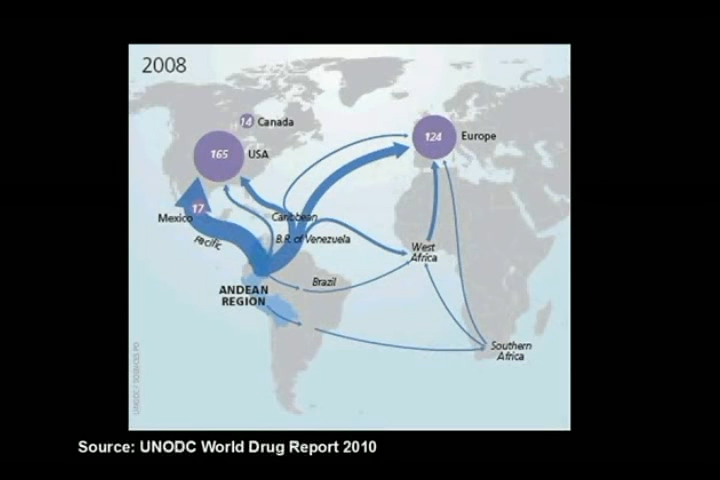 2008
14 Canada
165 USA
124 Europe
17
Mexico
Pacific
Caribbean
B.R. of Venezuela
West
Africa
Brazil
ANDEAN
REGION
Southern
Africa
Source: UNODC World Drug Report 2010